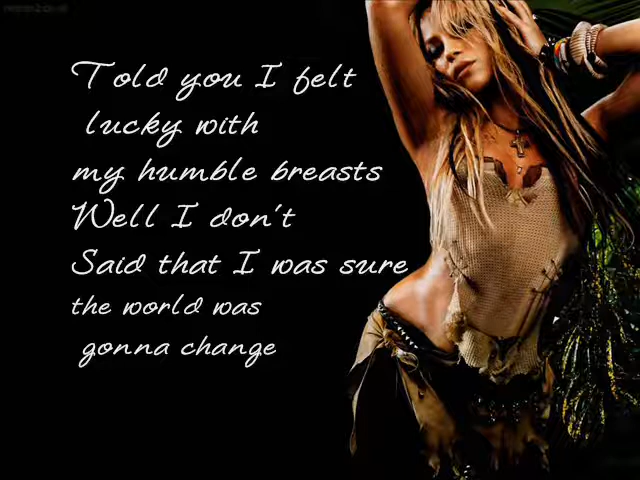 Told you I felt
lucky with
my humble breasts
Well I don't
Said that I was sure
the world was
gonna change